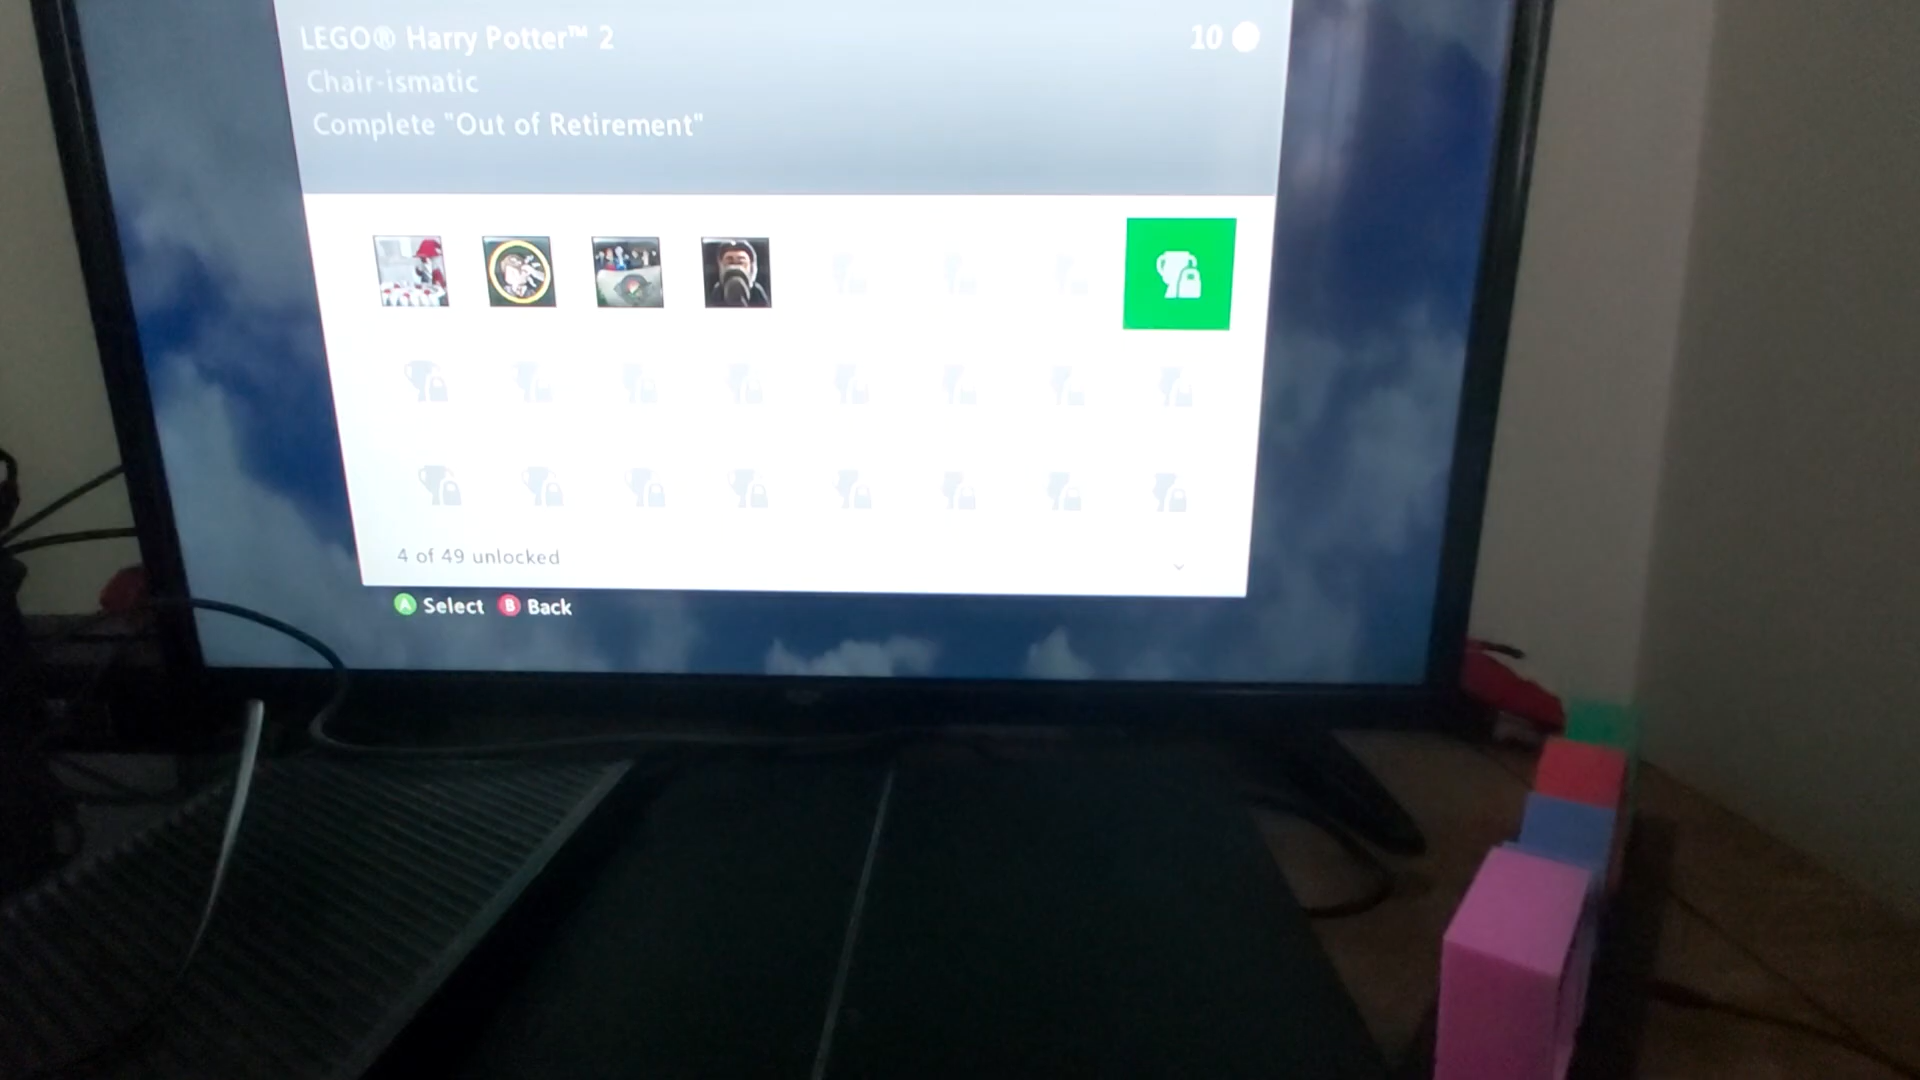 LEGO® Harry Potter™ 2
10
Chair-ismatic
Complete "Out of Retirement"
4 of 49 unlocked
A Select B Back